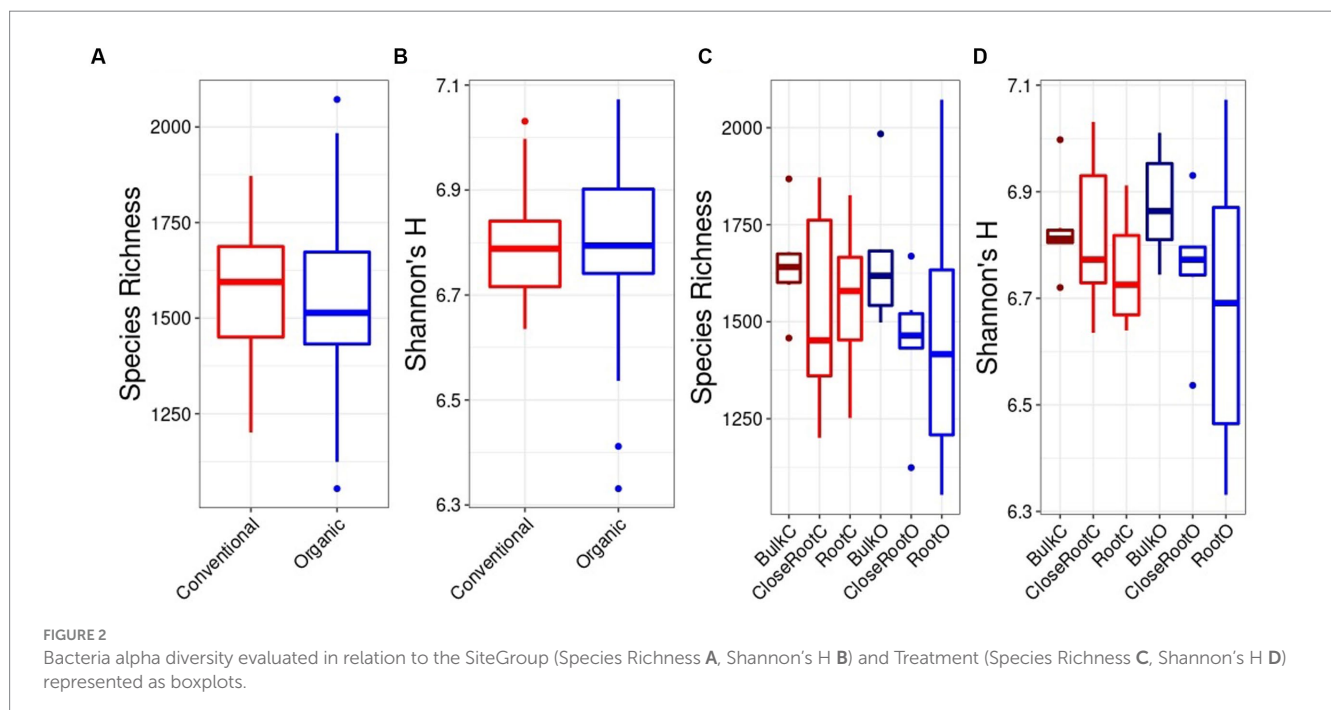 A
B
C
D
Species Richness
2000
1750
1500
1250
Conventional
Organic
Shannon's H
7.1
6.9
6.7
6.5
6.3
Conventional
Organic
Species Richness
2000
1750
1500
1250
BulkC
CloseRootC
RootC
BulkO
CloseRootO
RootO
Shannon's H
7.1
6.9
6.7
6.5
6.3
BulkC
CloseRootC
RootC
BulkO
CloseRootO
RootO
FIGURE 2
Bacteria alpha diversity evaluated in relation to the SiteGroup (Species Richness A, Shannon's H B) and Treatment (Species Richness C, Shannon's H D)
represented as boxplots.